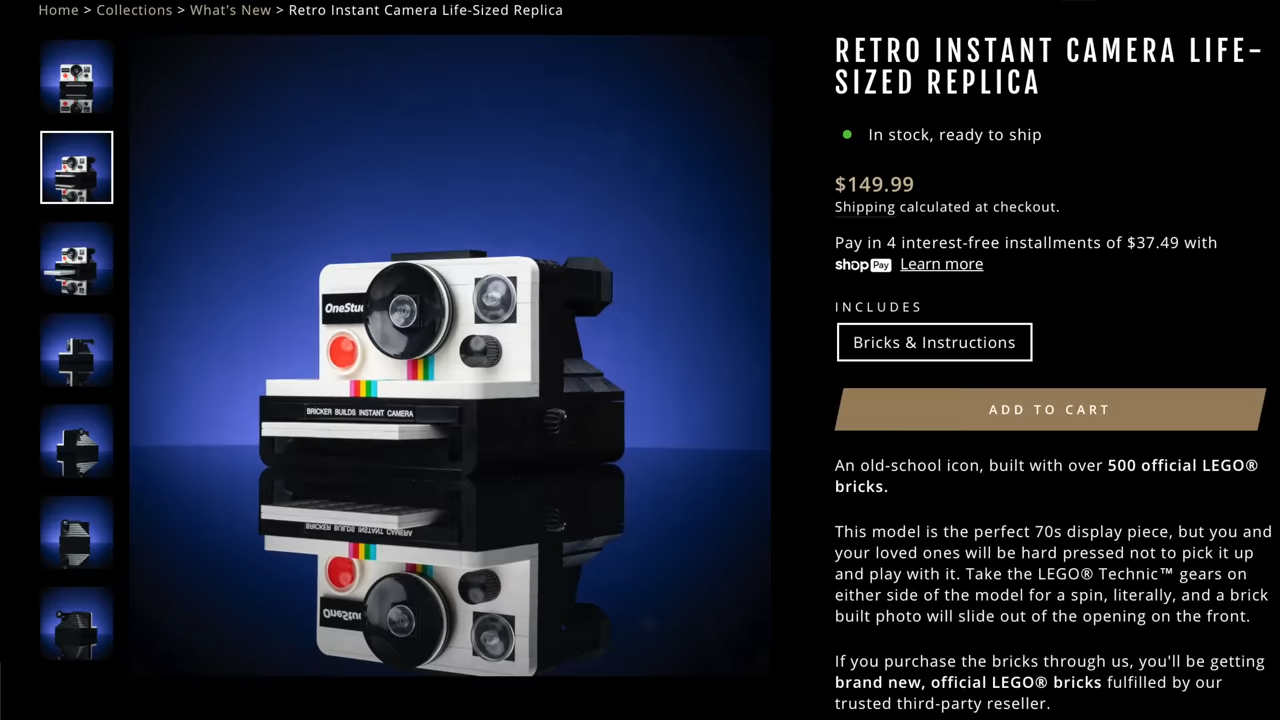 Home > Collections > What's New > Retro Instant Camera Life-Sized Replica
RETRO INSTANT CAMERA LIFE-
SIZED REPLICA
In stock, ready to ship
$149.99
Shipping calculated at checkout.
Pay in 4 interest-free installments of $37.49 with
shop Pay Learn more
INCLUDES
Bricks & Instructions
ADD TO CART
An old-school icon, built with over 500 official LEGO®
bricks.
This model is the perfect 70s display piece, but you and
your loved ones will be hard pressed not to pick it up
and play with it. Take the LEGO® Technic™ gears on
either side of the model for a spin, literally, and a brick
built photo will slide out of the opening on the front.
If you purchase the bricks through us, you'll be getting
brand new, official LEGO® bricks fulfilled by our
trusted third-party reseller.
BRICKER BUILDS INSTANT CAMERA